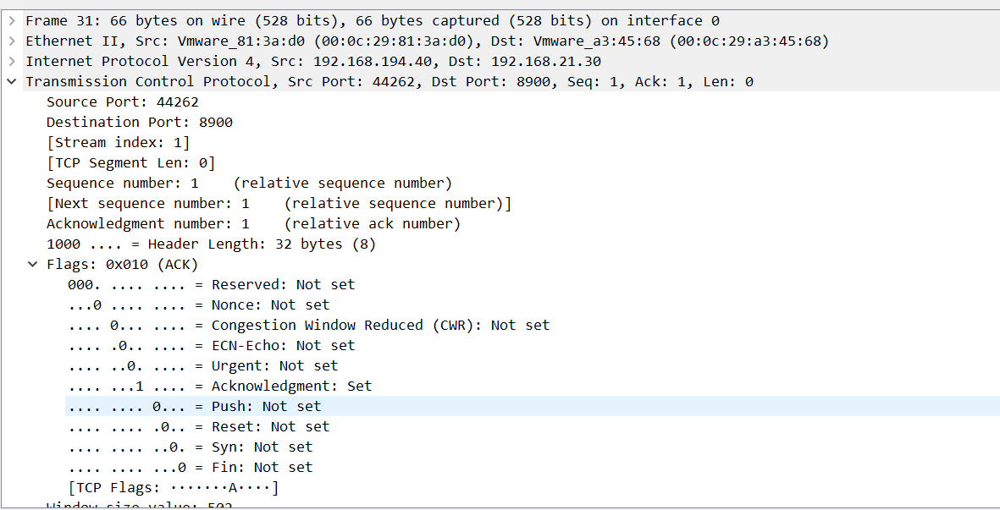 Frame 31: 66 bytes on wire (528 bits), 66 bytes captured (528 bits) on interface 0
Ethernet II, Src: Vmware_81:3a:d0 (00:0c:29:81:3a:d0), Dst: Vmware_a3:45:68 (00:0c:29:a3:45:68)
Internet Protocol Version 4, Src: 192.168.194.40, Dst: 192.168.21.30
Transmission Control Protocol, Src Port: 44262, Dst Port: 8900, Seq: 1, Ack: 1, Len: 0
Source Port: 44262
Destination Port: 8900
[Stream index: 1]
[TCP Segment Len: 0]
Sequence number: 1    (relative sequence number)
[Next sequence number: 1    (relative sequence number)]
Acknowledgment number: 1    (relative ack number)
1000 .... = Header Length: 32 bytes (8)
Flags: 0x010 (ACK)
000. .... .... = Reserved: Not set
...0 .... .... = Nonce: Not set
.... 0... .... = Congestion Window Reduced (CWR): Not set
.... .0.. .... = ECN-Echo: Not set
.... ..0. .... = Urgent: Not set
.... ...1 .... = Acknowledgment: Set
.... .... 0... = Push: Not set
.... .... .0.. = Reset: Not set
.... .... ..0. = Syn: Not set
.... .... ...0 = Fin: Not set
[TCP Flags: ·······A····]
Window size value: 502